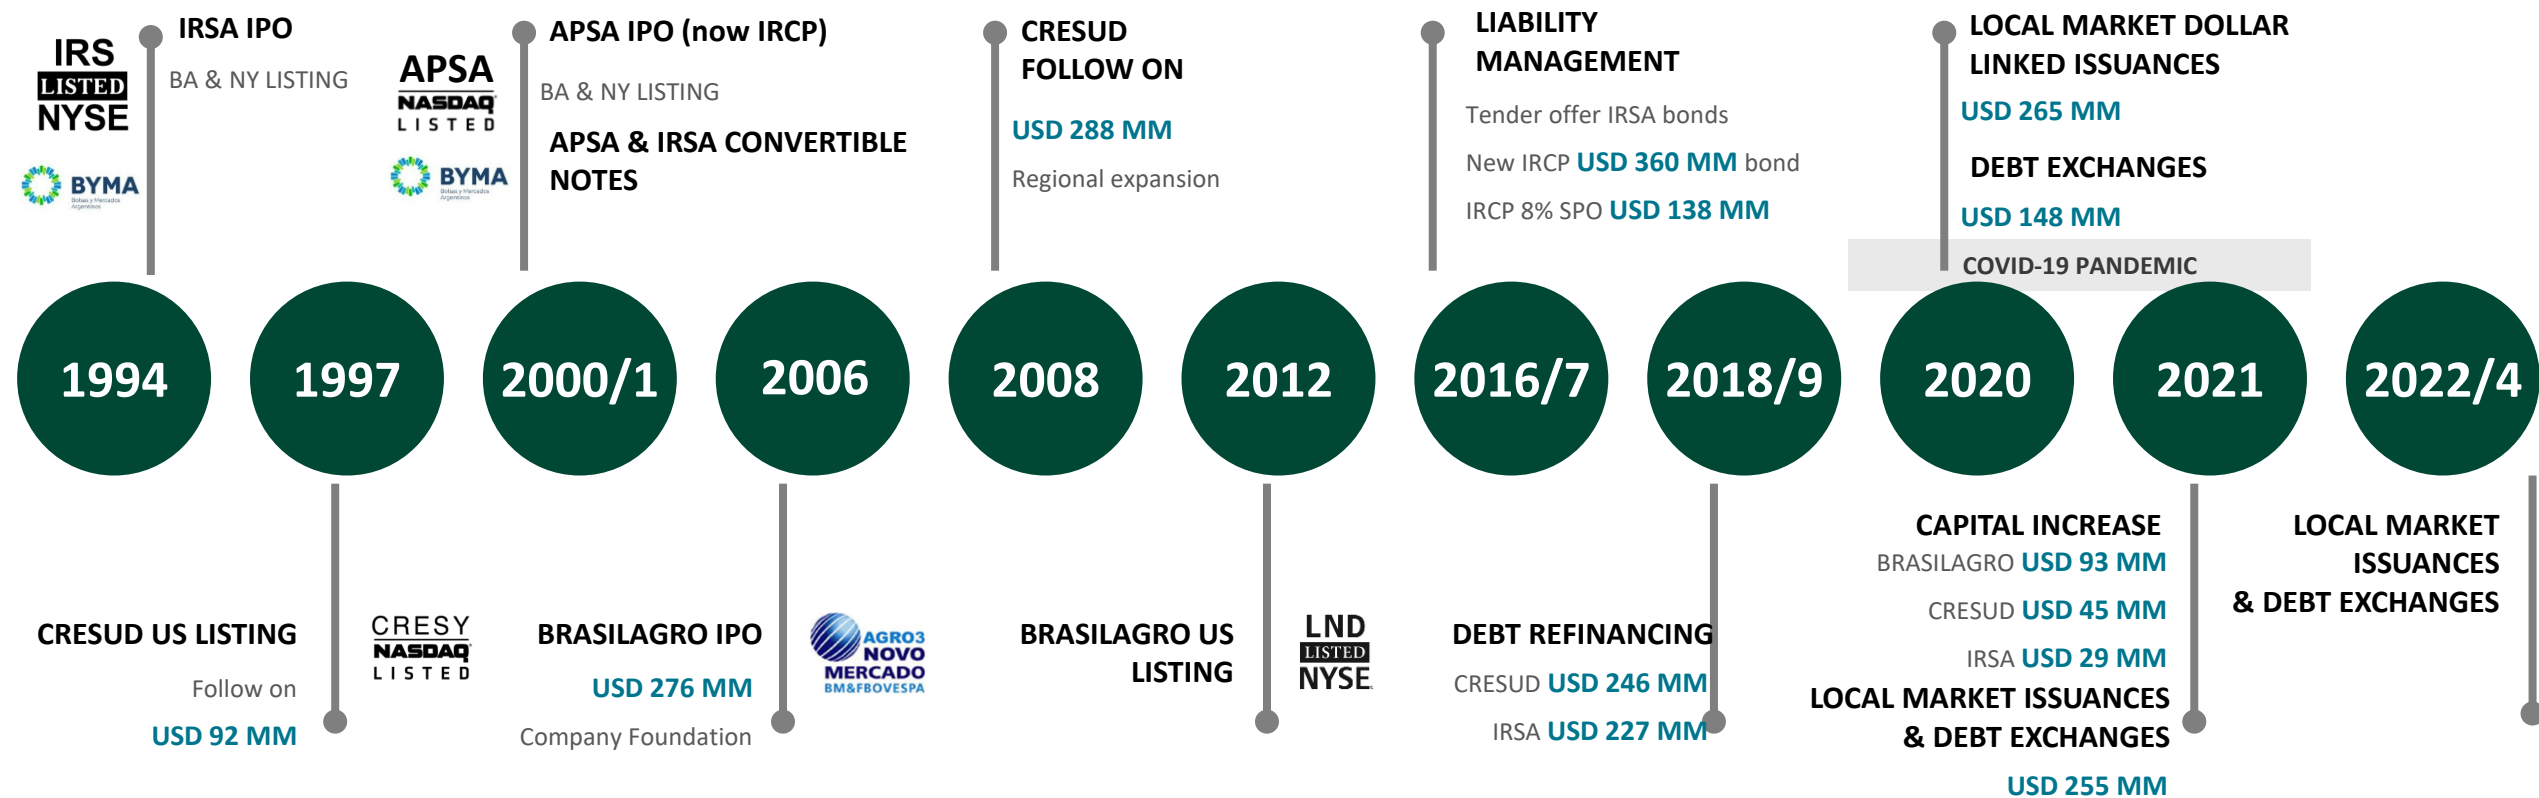 IRS
LISTED
NYSE
BYMA
Bolsas y Mercados
Argentinos
IRSA IPO
BA & NY LISTING
APSA
NASDAQ
LISTED
BYMA
Bolsas y Mercados
Argentinos
APSA IPO (now IRCP)
BA & NY LISTING
APSA & IRSA CONVERTIBLE
NOTES
CRESUD
FOLLOW ON
USD 288 MM
Regional expansion
LIABILITY
MANAGEMENT
Tender offer IRSA bonds
New IRCP USD 360 MM bond
IRCP 8% SPO USD 138 MM
LOCAL MARKET DOLLAR
LINKED ISSUANCES
USD 265 MM
DEBT EXCHANGES
USD 148 MM
COVID-19 PANDEMIC
1994
1997
2000/1
2006
2008
2012
2016/7
2018/9
2020
2021
2022/4
CRESUD US LISTING
Follow on
USD 92 MM
CRESY
NASDAQ
LISTED
BRASILAGRO IPO
USD 276 MM
Company Foundation
AGRO3
NOVO
MERCADO
BM&FBOVESPA
BRASILAGRO US
LISTING
LND
LISTED
NYSE
DEBT REFINANCING
CRESUD USD 246 MM
IRSA USD 227 MM
CAPITAL INCREASE
BRASILAGRO USD 93 MM
CRESUD USD 45 MM
IRSA USD 29 MM
LOCAL MARKET ISSUANCES
& DEBT EXCHANGES
USD 255 MM
LOCAL MARKET
ISSUANCES
& DEBT EXCHANGES